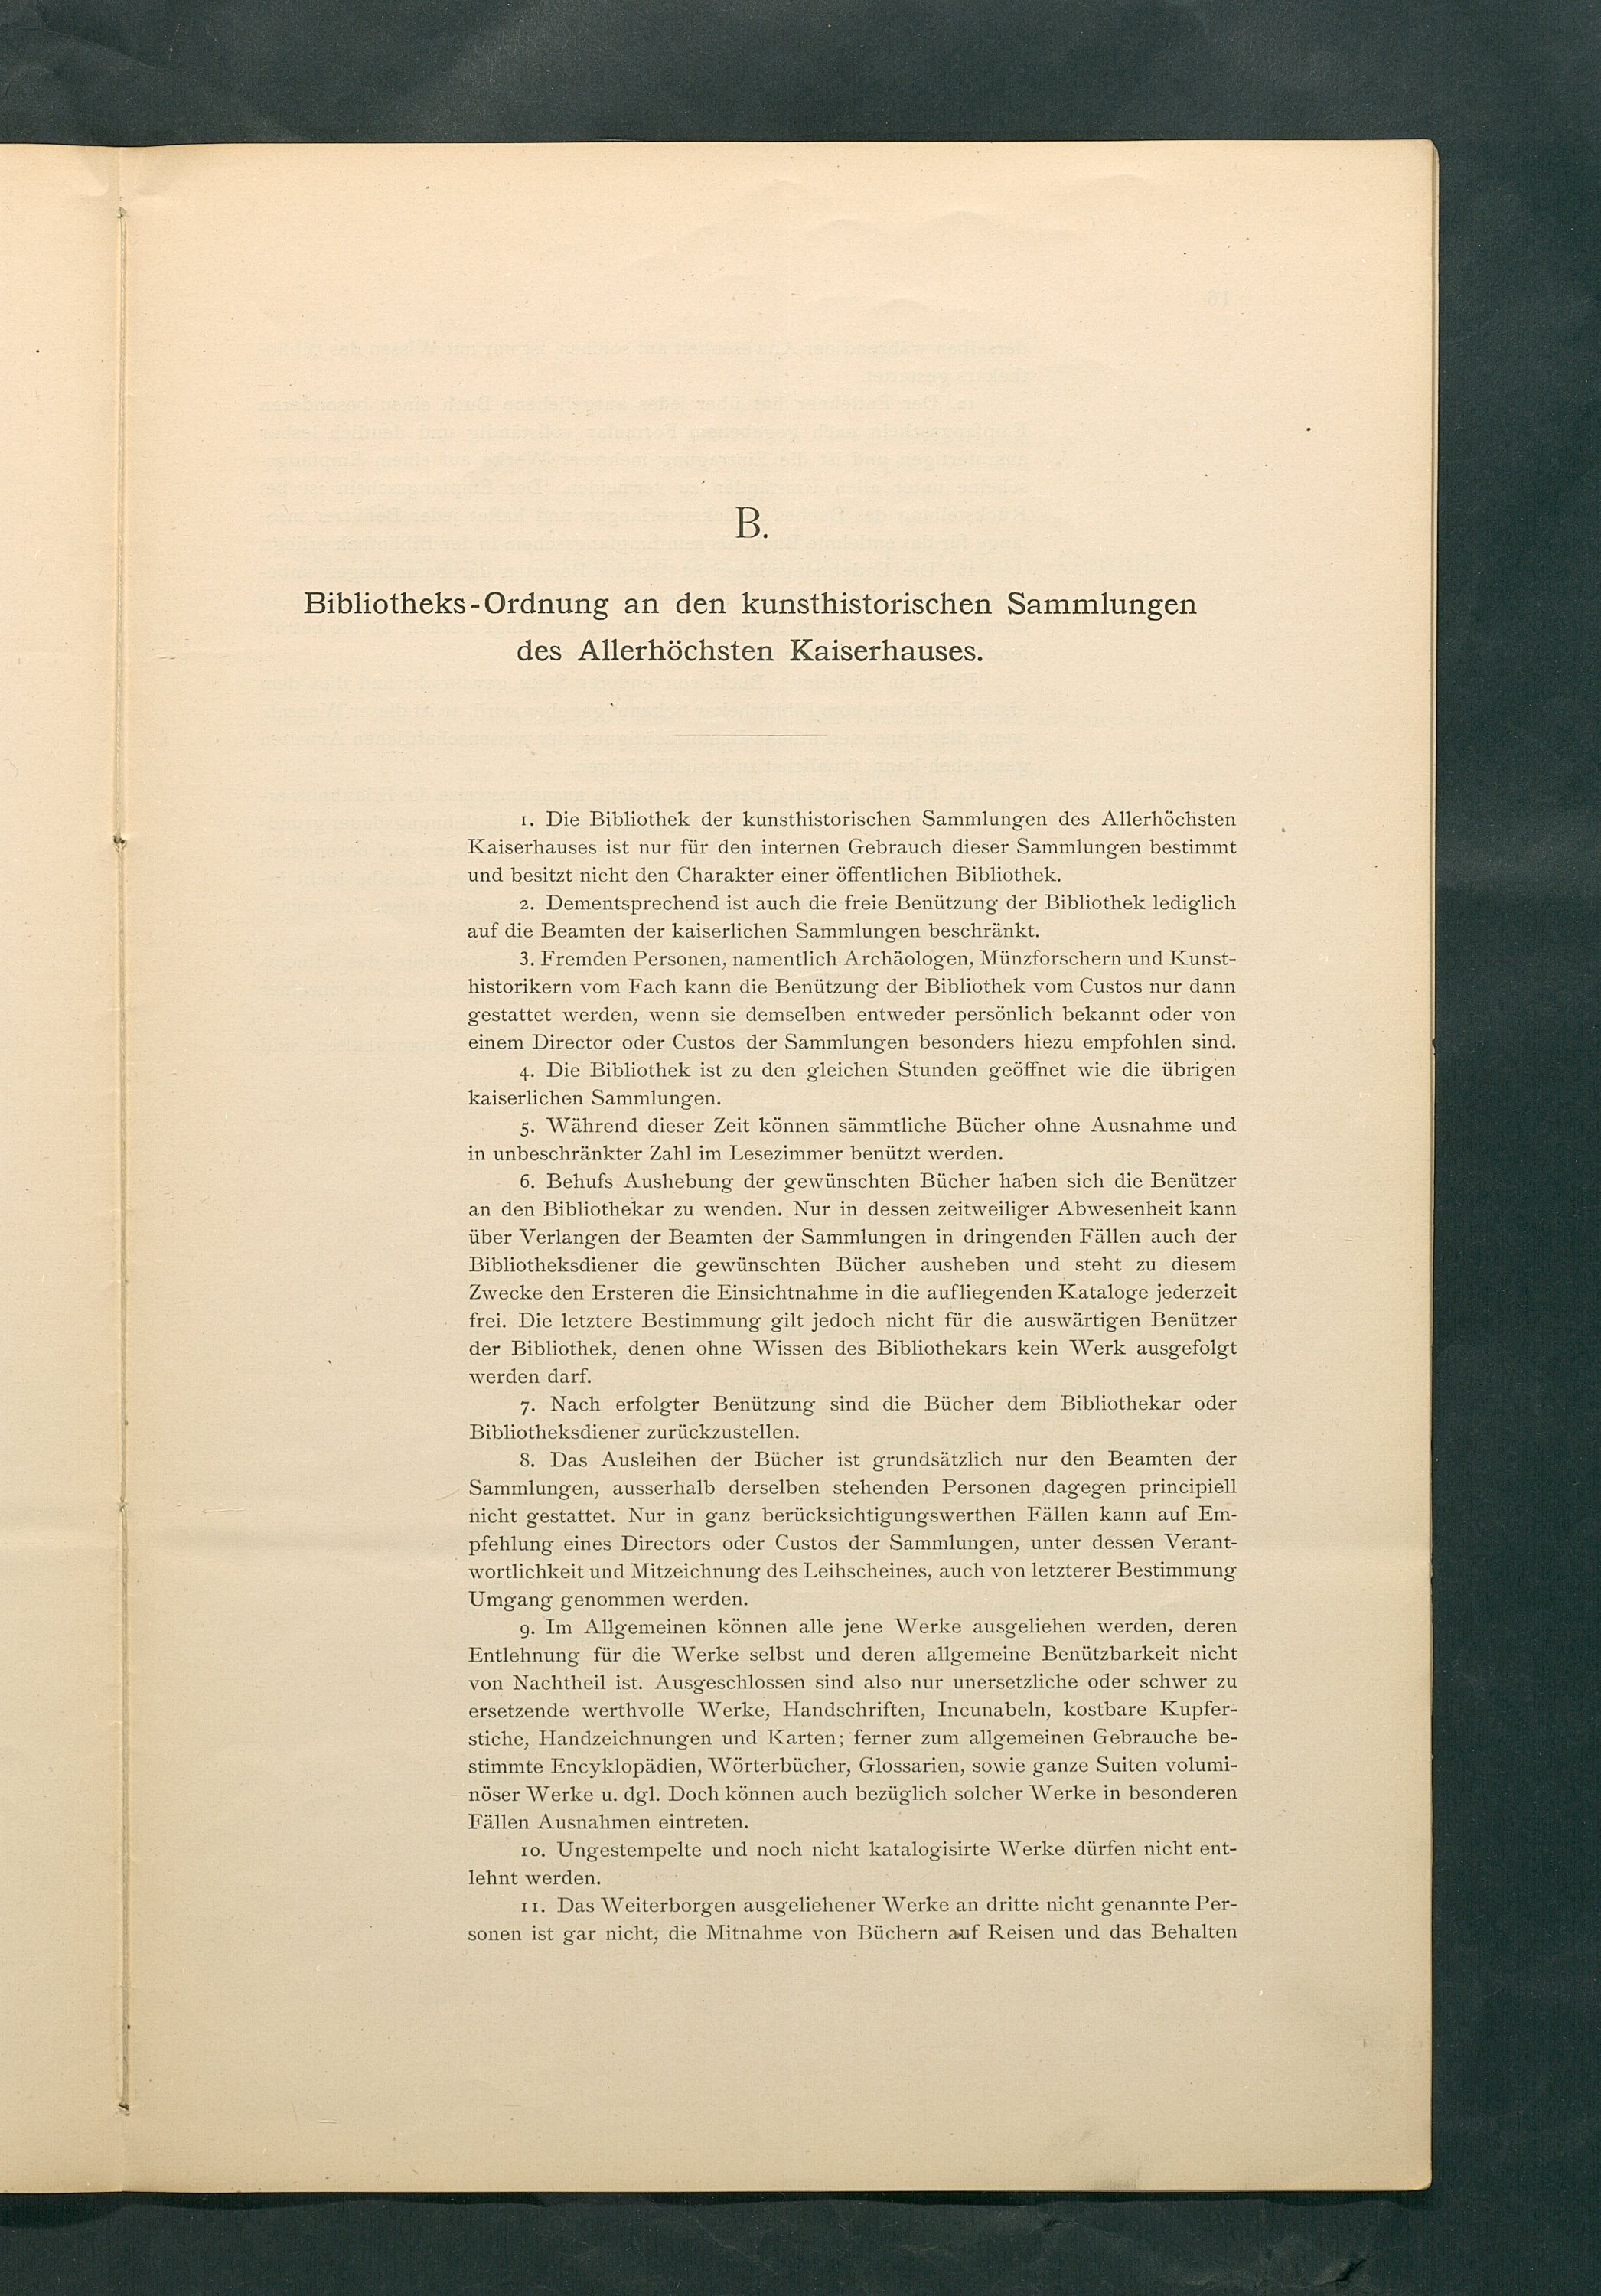 B.
Bibliotheks-Ordnung an den kunsthistorischen Sammlungen
des Allerhöchsten Kaiserhauses.
1. Die Bibliothek der kunsthistorischen Sammlungen des Allerhöchsten
Kaiserhauses ist nur für den internen Gebrauch dieser Sammlungen bestimmt
und besitzt nicht den Charakter einer öffentlichen Bibliothek.
2. Dementsprechend ist auch die freie Benützung der Bibliothek lediglich
auf die Beamten der kaiserlichen Sammlungen beschränkt.
3. Fremden Personen, namentlich Archäologen, Münzforschern und Kunst-
historikern vom Fach kann die Benützung der Bibliothek vom Custos nur dann
gestattet werden, wenn sie demselben entweder persönlich bekannt oder von
einem Director oder Custos der Sammlungen besonders hiezu empfohlen sind.
4. Die Bibliothek ist zu den gleichen Stunden geöffnet wie die übrigen
kaiserlichen Sammlungen.
5. Während dieser Zeit können sämmtliche Bücher ohne Ausnahme und
in unbeschränkter Zahl im Lesezimmer benützt werden.
6. Behufs Aushebung der gewünschten Bücher haben sich die Benützer
an den Bibliothekar zu wenden. Nur in dessen zeitweiliger Abwesenheit kann
über Verlangen der Beamten der Sammlungen in dringenden Fällen auch der
Bibliotheksdiener die gewünschten Bücher ausheben und steht zu diesem
Zwecke den Ersteren die Einsichtnahme in die aufliegenden Kataloge jederzeit
frei. Die letztere Bestimmung gilt jedoch nicht für die auswärtigen Benützer
der Bibliothek, denen ohne Wissen des Bibliothekars kein Werk ausgefolgt
werden darf.
7. Nach erfolgter Benützung sind die Bücher dem Bibliothekar oder
Bibliotheksdiener zurückzustellen.
8. Das Ausleihen der Bücher ist grundsätzlich nur den Beamten der
Sammlungen, ausserhalb derselben stehenden Personen dagegen principiell
nicht gestattet. Nur in ganz berücksichtigungswerthen Fällen kann auf Em-
pfehlung eines Directors oder Custos der Sammlungen, unter dessen Verant-
wortlichkeit und Mitzeichnung des Leihscheines, auch von letzterer Bestimmung
Umgang genommen werden.
9. Im Allgemeinen können alle jene Werke ausgeliehen werden, deren
Entlehnung für die Werke selbst und deren allgemeine Benützbarkeit nicht
von Nachtheil ist. Ausgeschlossen sind also nur unersetzliche oder schwer zu
ersetzende werthvolle Werke, Handschriften, Incunabeln, kostbare Kupfer-
stiche, Handzeichnungen und Karten; ferner zum allgemeinen Gebrauche be-
stimmte Encyklopädien, Wörterbücher, Glossarien, sowie ganze Suiten volumi-
nöser Werke u. dgl. Doch können auch bezüglich solcher Werke in besonderen
Fällen Ausnahmen eintreten.
10. Ungestempelte und noch nicht katalogisirte Werke dürfen nicht ent-
lehnt werden.
11. Das Weiterborgen ausgeliehener Werke an dritte nicht genannte Per-
sonen ist gar nicht, die Mitnahme von Büchern auf Reisen und das Behalten